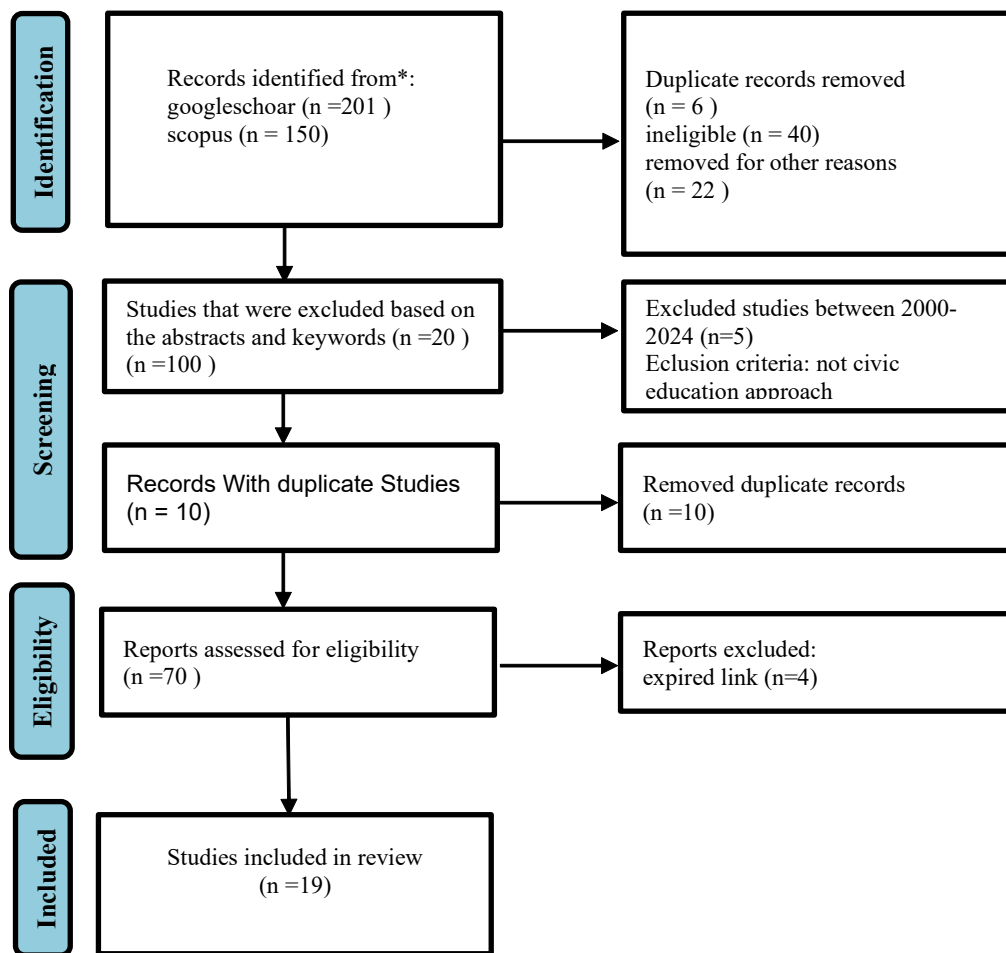 Identification
Records identified from*:
googleschoar (n =201 )
scopus (n = 150)
Duplicate records removed
(n = 6 )
ineligible (n = 40)
removed for other reasons
(n = 22 )
Screening
Studies that were excluded based on
the abstracts and keywords (n =20 )
(n =100 )
Excluded studies between 2000-
2024 (n=5)
Eclusion criteria: not civic
education approach
Records With duplicate Studies
(n = 10)
Removed duplicate records
(n =10)
Eligibility
Reports assessed for eligibility
(n =70 )
Reports excluded:
expired link (n=4)
Included
Studies included in review
(n =19)